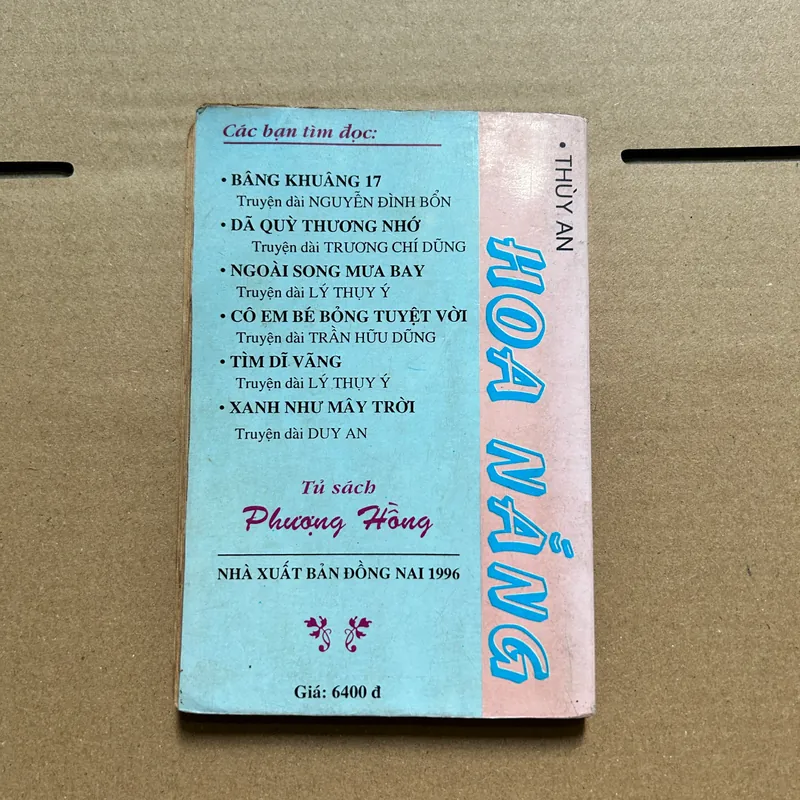 Các bạn tìm đọc:
• BÂNG KHUÂNG 17
Truyện dài NGUYỄN ĐÌNH BỔN
• DÃ QUỲ THƯƠNG NHỚ
Truyện dài TRƯƠNG CHÍ DŨNG
• NGOÀI SONG MƯA BAY
Truyện dài LÝ THỤY Ý
• CÔ EM BÉ BỎNG TUYỆT VỜI
Truyện dài TRẦN HỮU DŨNG
• TÌM DĨ VÃNG
Truyện dài LÝ THỤY Ý
• XANH NHƯ MÂY TRỜI
Truyện dài DUY AN
Tủ sách
Phượng Hồng
NHÀ XUẤT BẢN ĐỒNG NAI 1996
Giá: 6400 đ
• THÙY AN
HOA NẮNG